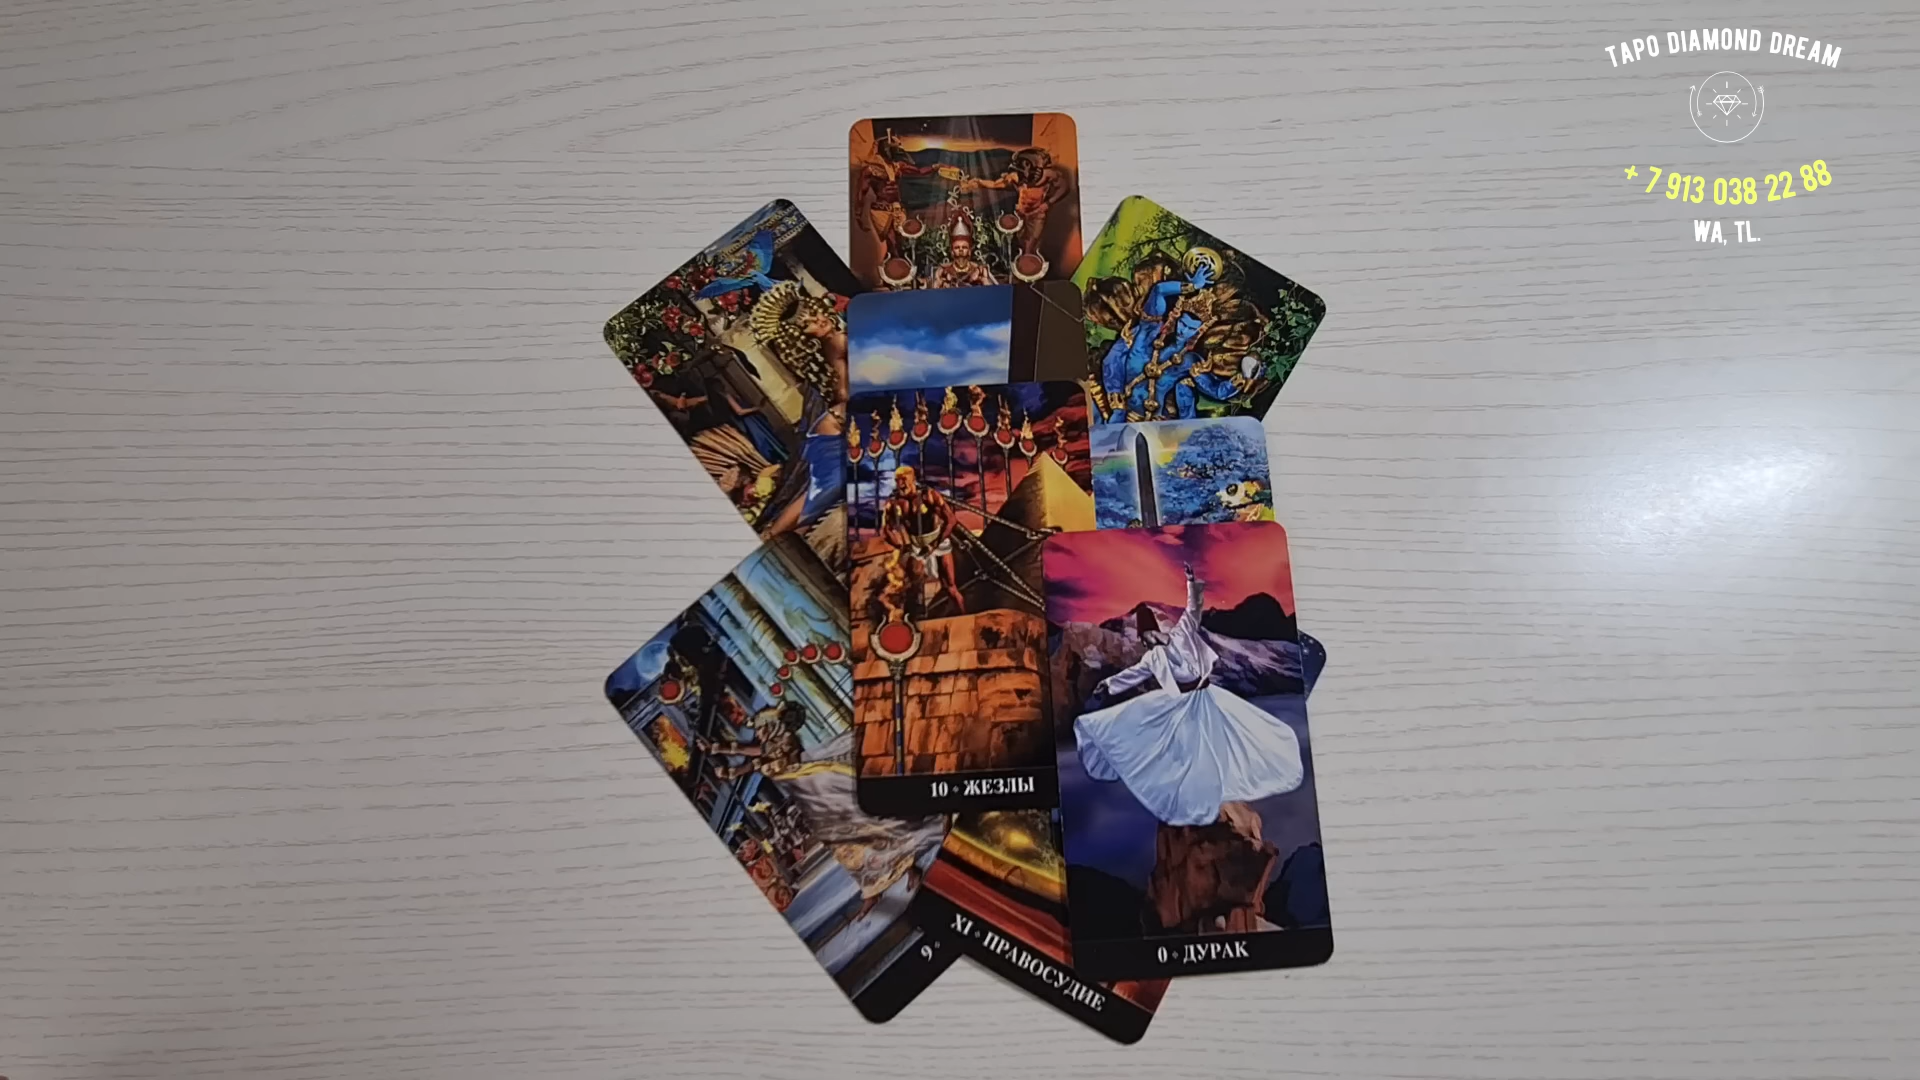 ТАРО DIAMOND DREAM
+ 7 913 038 22 88
WA, TL.
10 • ЖЕЗЛЫ
9
XI • ПРАВОСУДИЕ
0 • ДУРАК